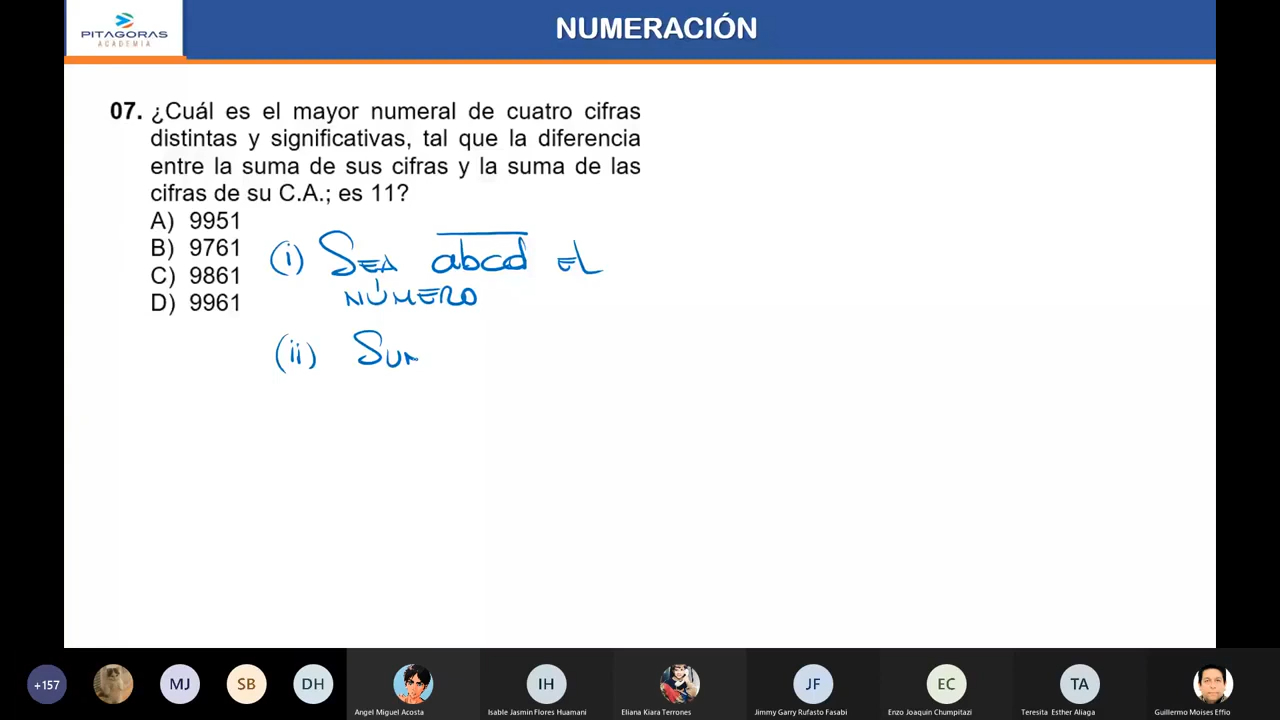 PITAGORAS
ACADEMIA
NUMERACIÓN
07. ¿Cuál es el mayor numeral de cuatro cifras
distintas y significativas, tal que la diferencia
entre la suma de sus cifras y la suma de las
cifras de su C.A.; es 11?
A) 9951
B) 9761
C) 9861
D) 9961
(i) SEA abcd EL
NÚMERO
(ii) SUM
+157
MJ
SB
DH
IH
JF
EC
TA
Angel Miguel Acosta
Isable Jasmin Flores Huamani
Eliana Kiara Terrones
Jimmy Garry Rufasto Fasabi
Enzo Joaquin Chumpitazi
Teresita Esther Aliaga
Guillermo Moises Effio